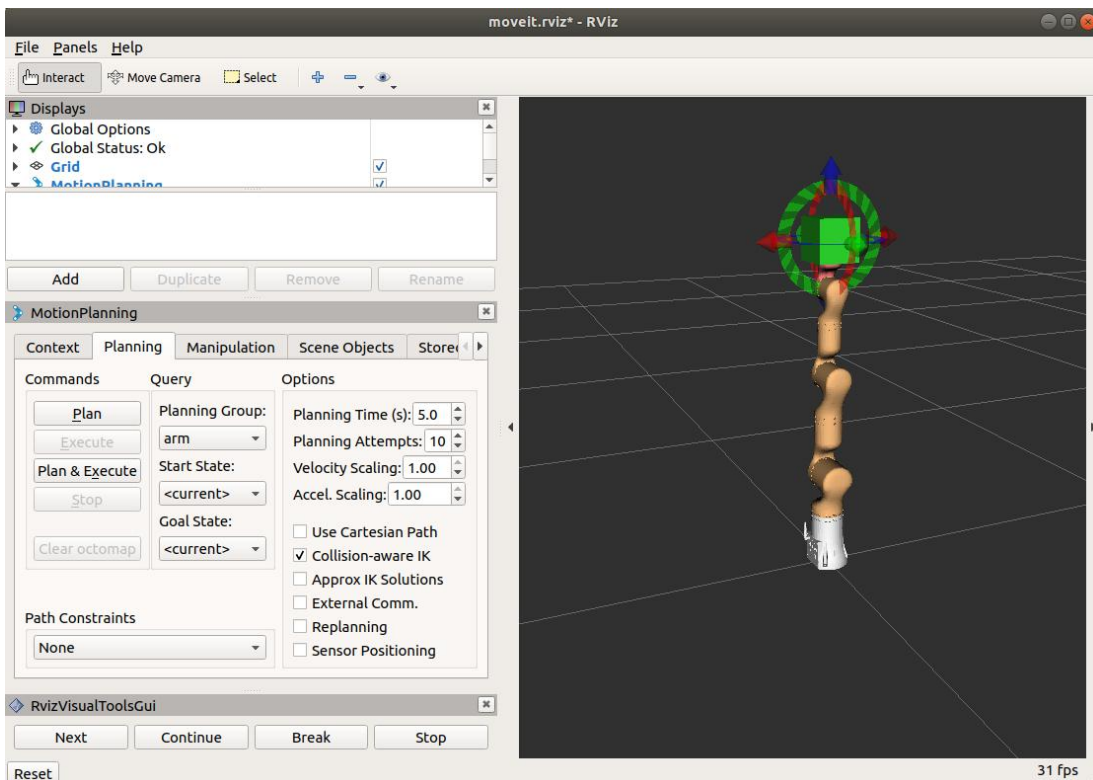 moveit.rviz* - RViz
File Panels Help
Interact Move Camera Select
Displays
Global Options
Global Status: Ok
Grid
MotionPlanning
Add Duplicate Remove Rename
MotionPlanning
Context Planning Manipulation Scene Objects Store
Commands Query Options
Plan Planning Group: Planning Time (s): 5.0
Execute arm Planning Attempts: 10
Plan & Execute Start State: Velocity Scaling: 1.00
Stop <current> Accel. Scaling: 1.00
Goal State: Use Cartesian Path
Clear octomap <current> Collision-aware IK
Approx IK Solutions
External Comm.
Path Constraints Replanning
None Sensor Positioning
RvizVisualToolsGui
Next Continue Break Stop
Reset 31 fps